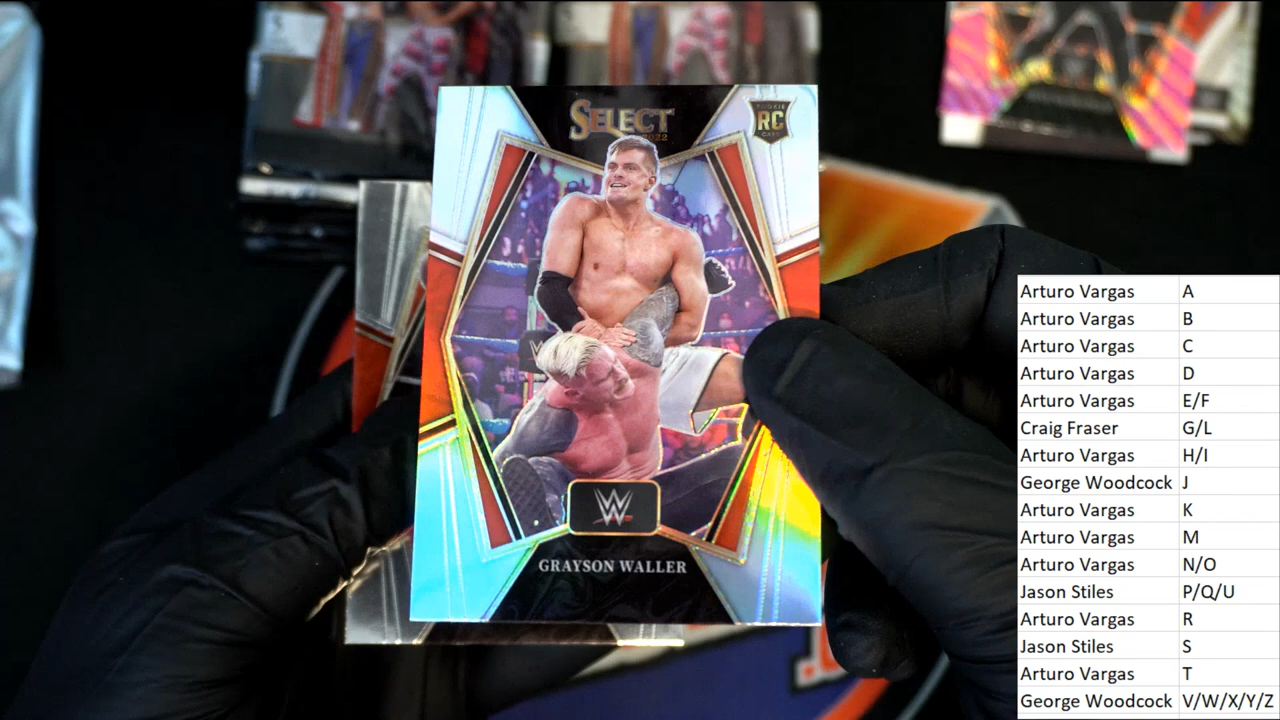 SELECT
2022
ROOKIE
RC
CARD
W
GRAYSON WALLER
Arturo Vargas A
Arturo Vargas B
Arturo Vargas C
Arturo Vargas D
Arturo Vargas E/F
Craig Fraser G/L
Arturo Vargas H/I
George Woodcock J
Arturo Vargas K
Arturo Vargas M
Arturo Vargas N/O
Jason Stiles P/Q/U
Arturo Vargas R
Jason Stiles S
Arturo Vargas T
George Woodcock V/W/X/Y/Z